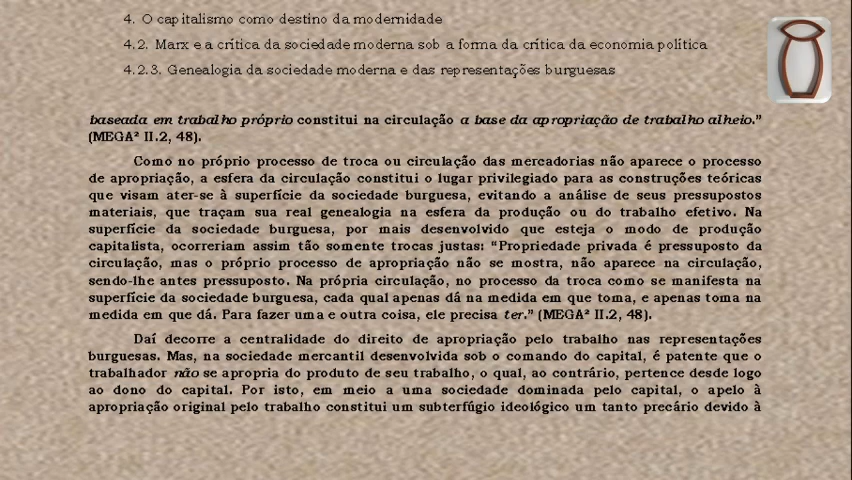 4. O capitalismo como destino da modernidade
4.2. Marx e a crítica da sociedade moderna sob a forma da crítica da economia política
4.2.3. Genealogia da sociedade moderna e das representações burguesas
baseada em trabalho próprio constitui na circulação a base da apropriação de trabalho alheio.”
(MEGA² II.2, 48).
Como no próprio processo de troca ou circulação das mercadorias não aparece o processo
de apropriação, a esfera da circulação constitui o lugar privilegiado para as construções teóricas
que visam ater-se à superfície da sociedade burguesa, evitando a análise de seus pressupostos
materiais, que traçam sua real genealogia na esfera da produção ou do trabalho efetivo. Na
superfície da sociedade burguesa, por mais desenvolvido que esteja o modo de produção
capitalista, ocorreriam assim tão somente trocas justas: “Propriedade privada é pressuposto da
circulação, mas o próprio processo de apropriação não se mostra, não aparece na circulação,
sendo-lhe antes pressuposto. Na própria circulação, no processo da troca como se manifesta na
superfície da sociedade burguesa, cada qual apenas dá na medida em que toma, e apenas toma na
medida em que dá. Para fazer uma e outra coisa, ele precisa ter.” (MEGA² II.2, 48).
Daí decorre a centralidade do direito de apropriação pelo trabalho nas representações
burguesas. Mas, na sociedade mercantil desenvolvida sob o comando do capital, é patente que o
trabalhador não se apropria do produto de seu trabalho, o qual, ao contrário, pertence desde logo
ao dono do capital. Por isto, em meio a uma sociedade dominada pelo capital, o apelo à
apropriação original pelo trabalho constitui um subterfúgio ideológico um tanto precário devido à